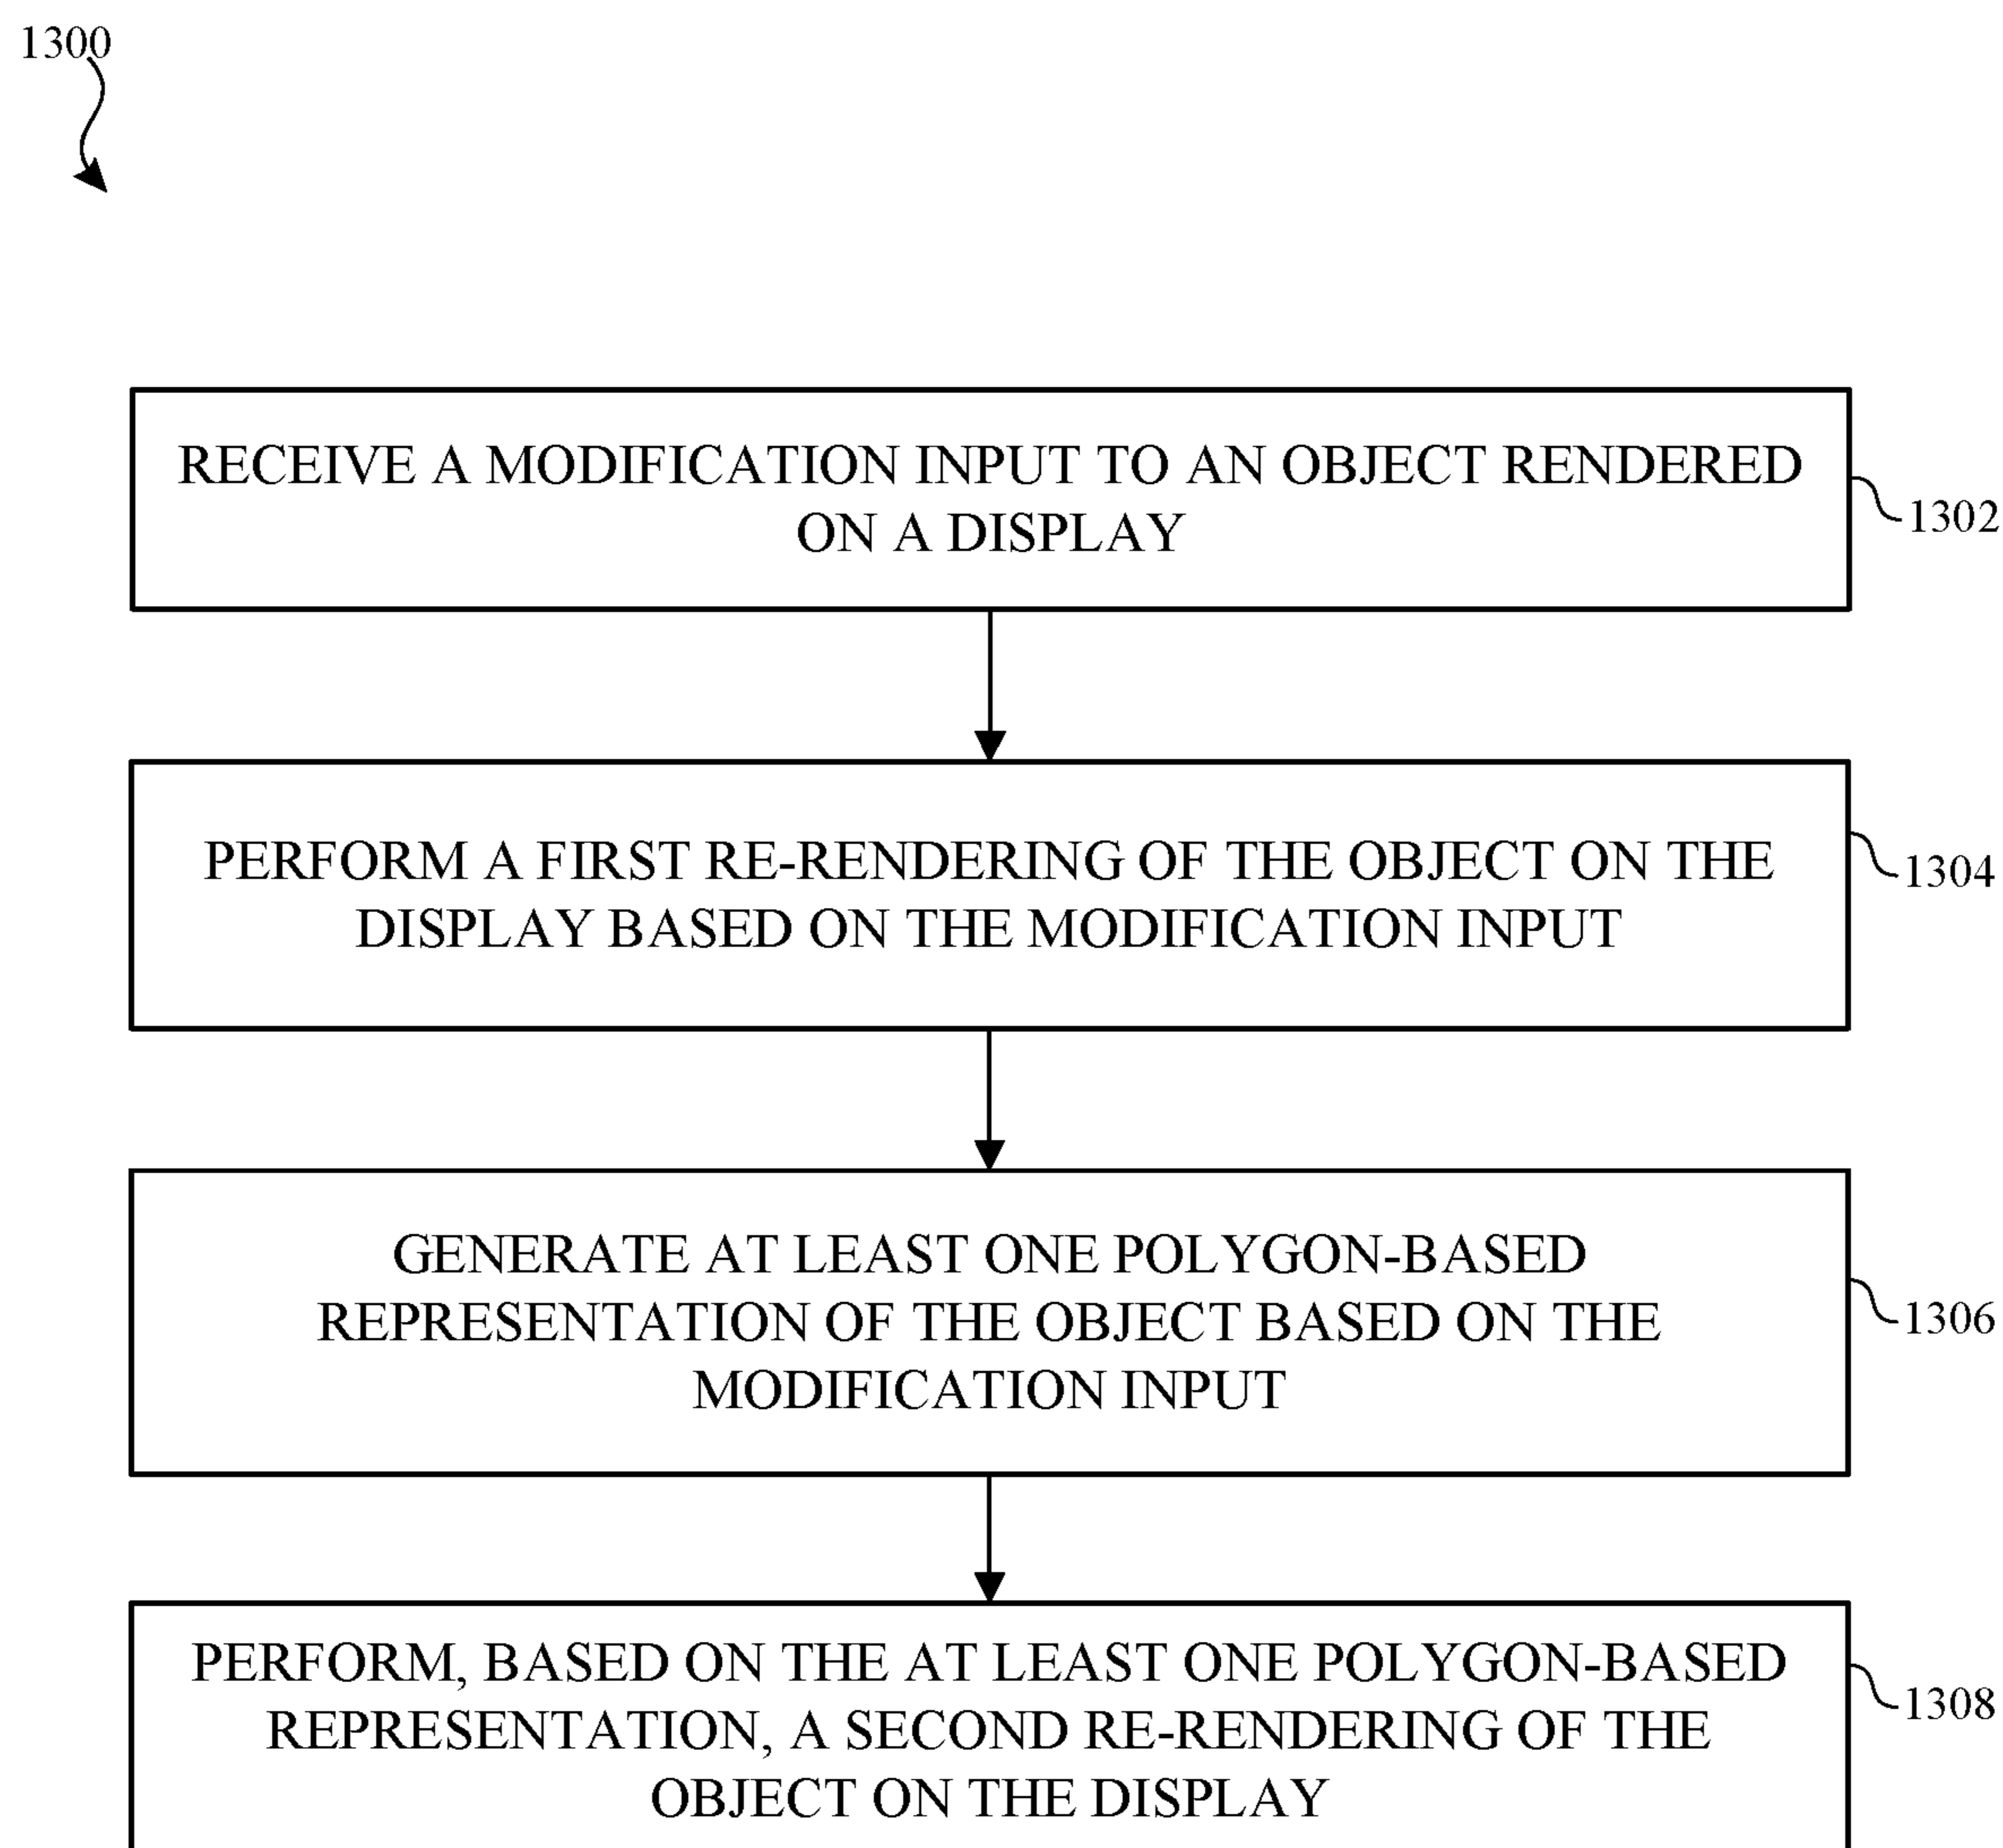 1300
RECEIVE A MODIFICATION INPUT TO AN OBJECT RENDERED
ON A DISPLAY
1302
PERFORM A FIRST RE-RENDERING OF THE OBJECT ON THE
DISPLAY BASED ON THE MODIFICATION INPUT
1304
GENERATE AT LEAST ONE POLYGON-BASED
REPRESENTATION OF THE OBJECT BASED ON THE
MODIFICATION INPUT
1306
PERFORM, BASED ON THE AT LEAST ONE POLYGON-BASED
REPRESENTATION, A SECOND RE-RENDERING OF THE
OBJECT ON THE DISPLAY
1308